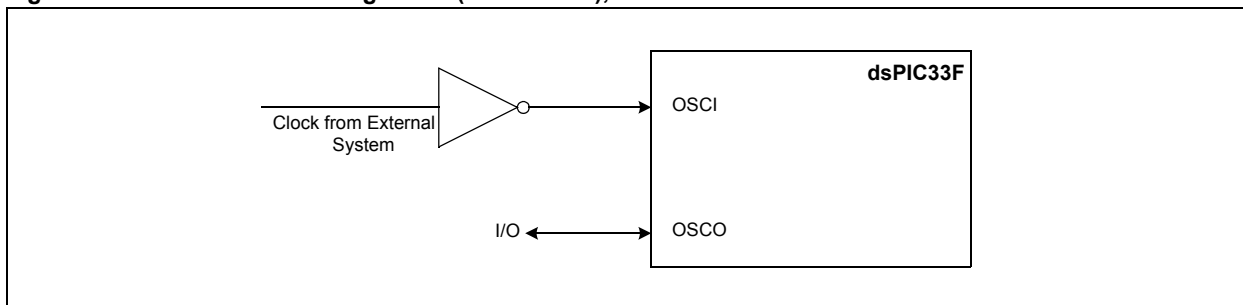 dsPIC33F
OSCI
Clock from External
System
I/O
OSCO